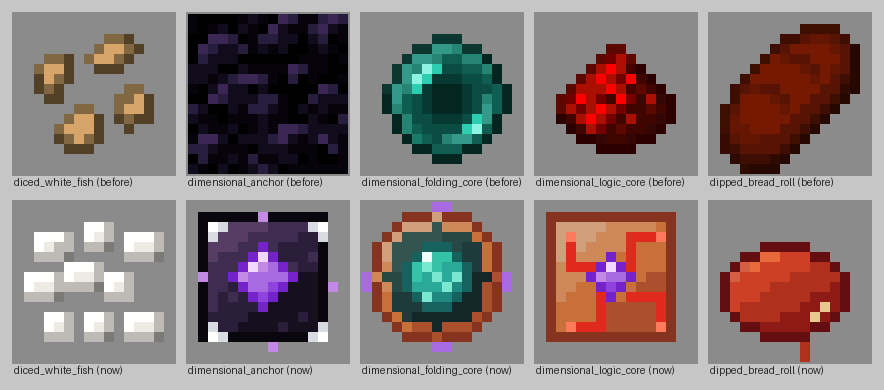 diced_white_fish (before) dimensional_anchor (before) dimensional_folding_core (before) dimensional_logic_core (before) dipped_bread_roll (before)
diced_white_fish (now) dimensional_anchor (now) dimensional_folding_core (now) dimensional_logic_core (now) dipped_bread_roll (now)